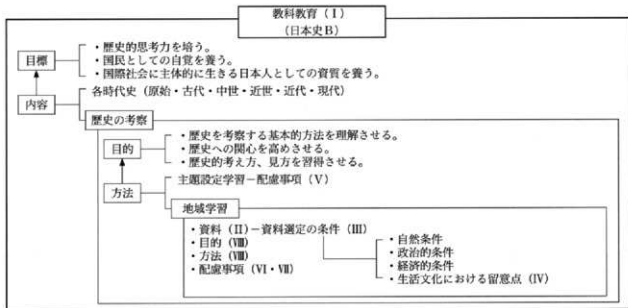 教科教育(Ⅰ)
(日本史B)
目標
・歴史的思考力を培う。
・国民としての自覚を養う。
・国際社会に主体的に生きる日本人としての資質を養う。
内容
各時代史(原始・古代・中世・近世・近代・現代)
歴史の考察
目的
・歴史を考察する基本的方法を理解させる。
・歴史への関心を高めさせる。
・歴史的考え方、見方を習得させる。
方法
主題設定学習−配慮事項(Ⅴ)
地域学習
・資料(Ⅱ)−資料選定の条件(Ⅲ)
・目的(Ⅷ)
・方法(Ⅷ)
・配慮事項(Ⅵ・Ⅶ)
・自然条件
・政治的条件
・経済的条件
・生活文化における留意点(Ⅳ)